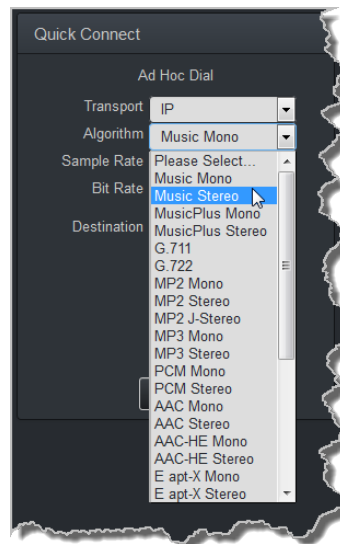 Quick Connect
Ad Hoc Dial
Transport IP
Algorithm Music Mono
Sample Rate Please Select...
Music Mono
Bit Rate Music Stereo
MusicPlus Mono
Destination MusicPlus Stereo
G.711
G.722
MP2 Mono
MP2 Stereo
MP2 J-Stereo
MP3 Mono
MP3 Stereo
PCM Mono
PCM Stereo
AAC Mono
AAC Stereo
AAC-HE Mono
AAC-HE Stereo
E apt-X Mono
E apt-X Stereo